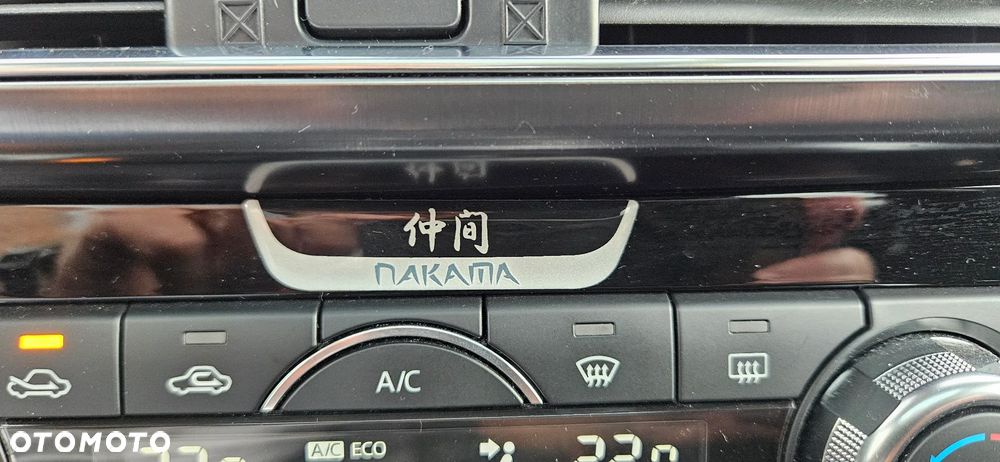 仲间
NAKAMA
A/C
A/C ECO
OTOMOTO